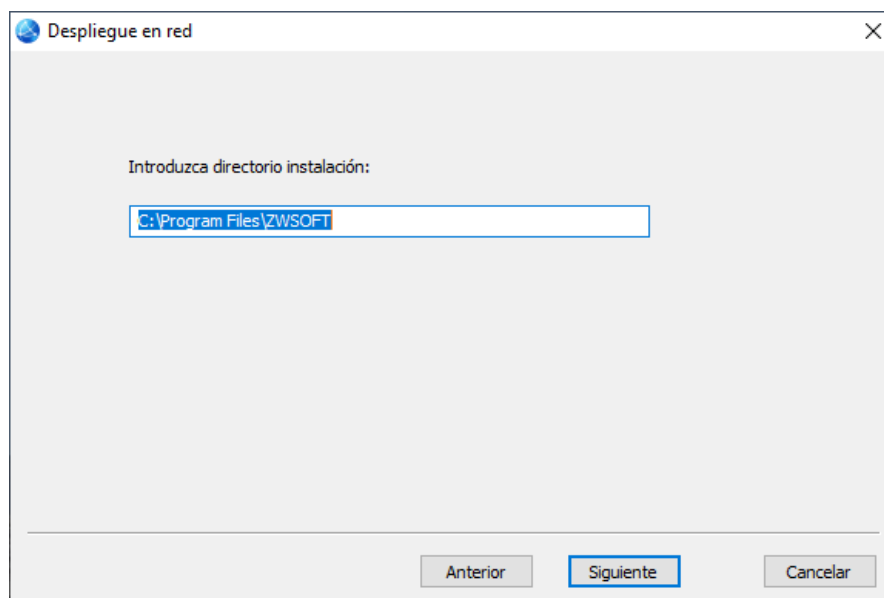 Despliegue en red
Introduzca directorio instalación:
C:\Program Files\ZWSOFT
Anterior
Siguiente
Cancelar